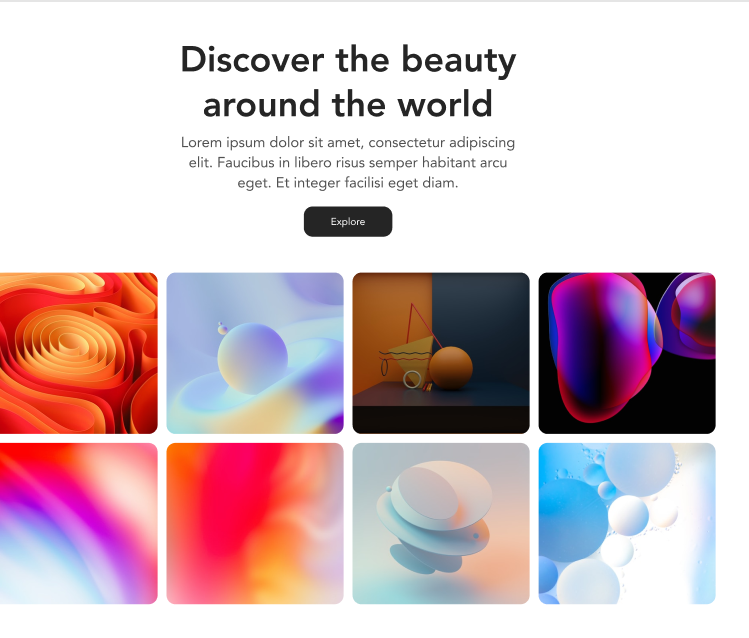 Discover the beauty
around the world
Lorem ipsum dolor sit amet, consectetur adipiscing
elit. Faucibus in libero risus semper habitant arcu
eget. Et integer facilisi eget diam.
Explore